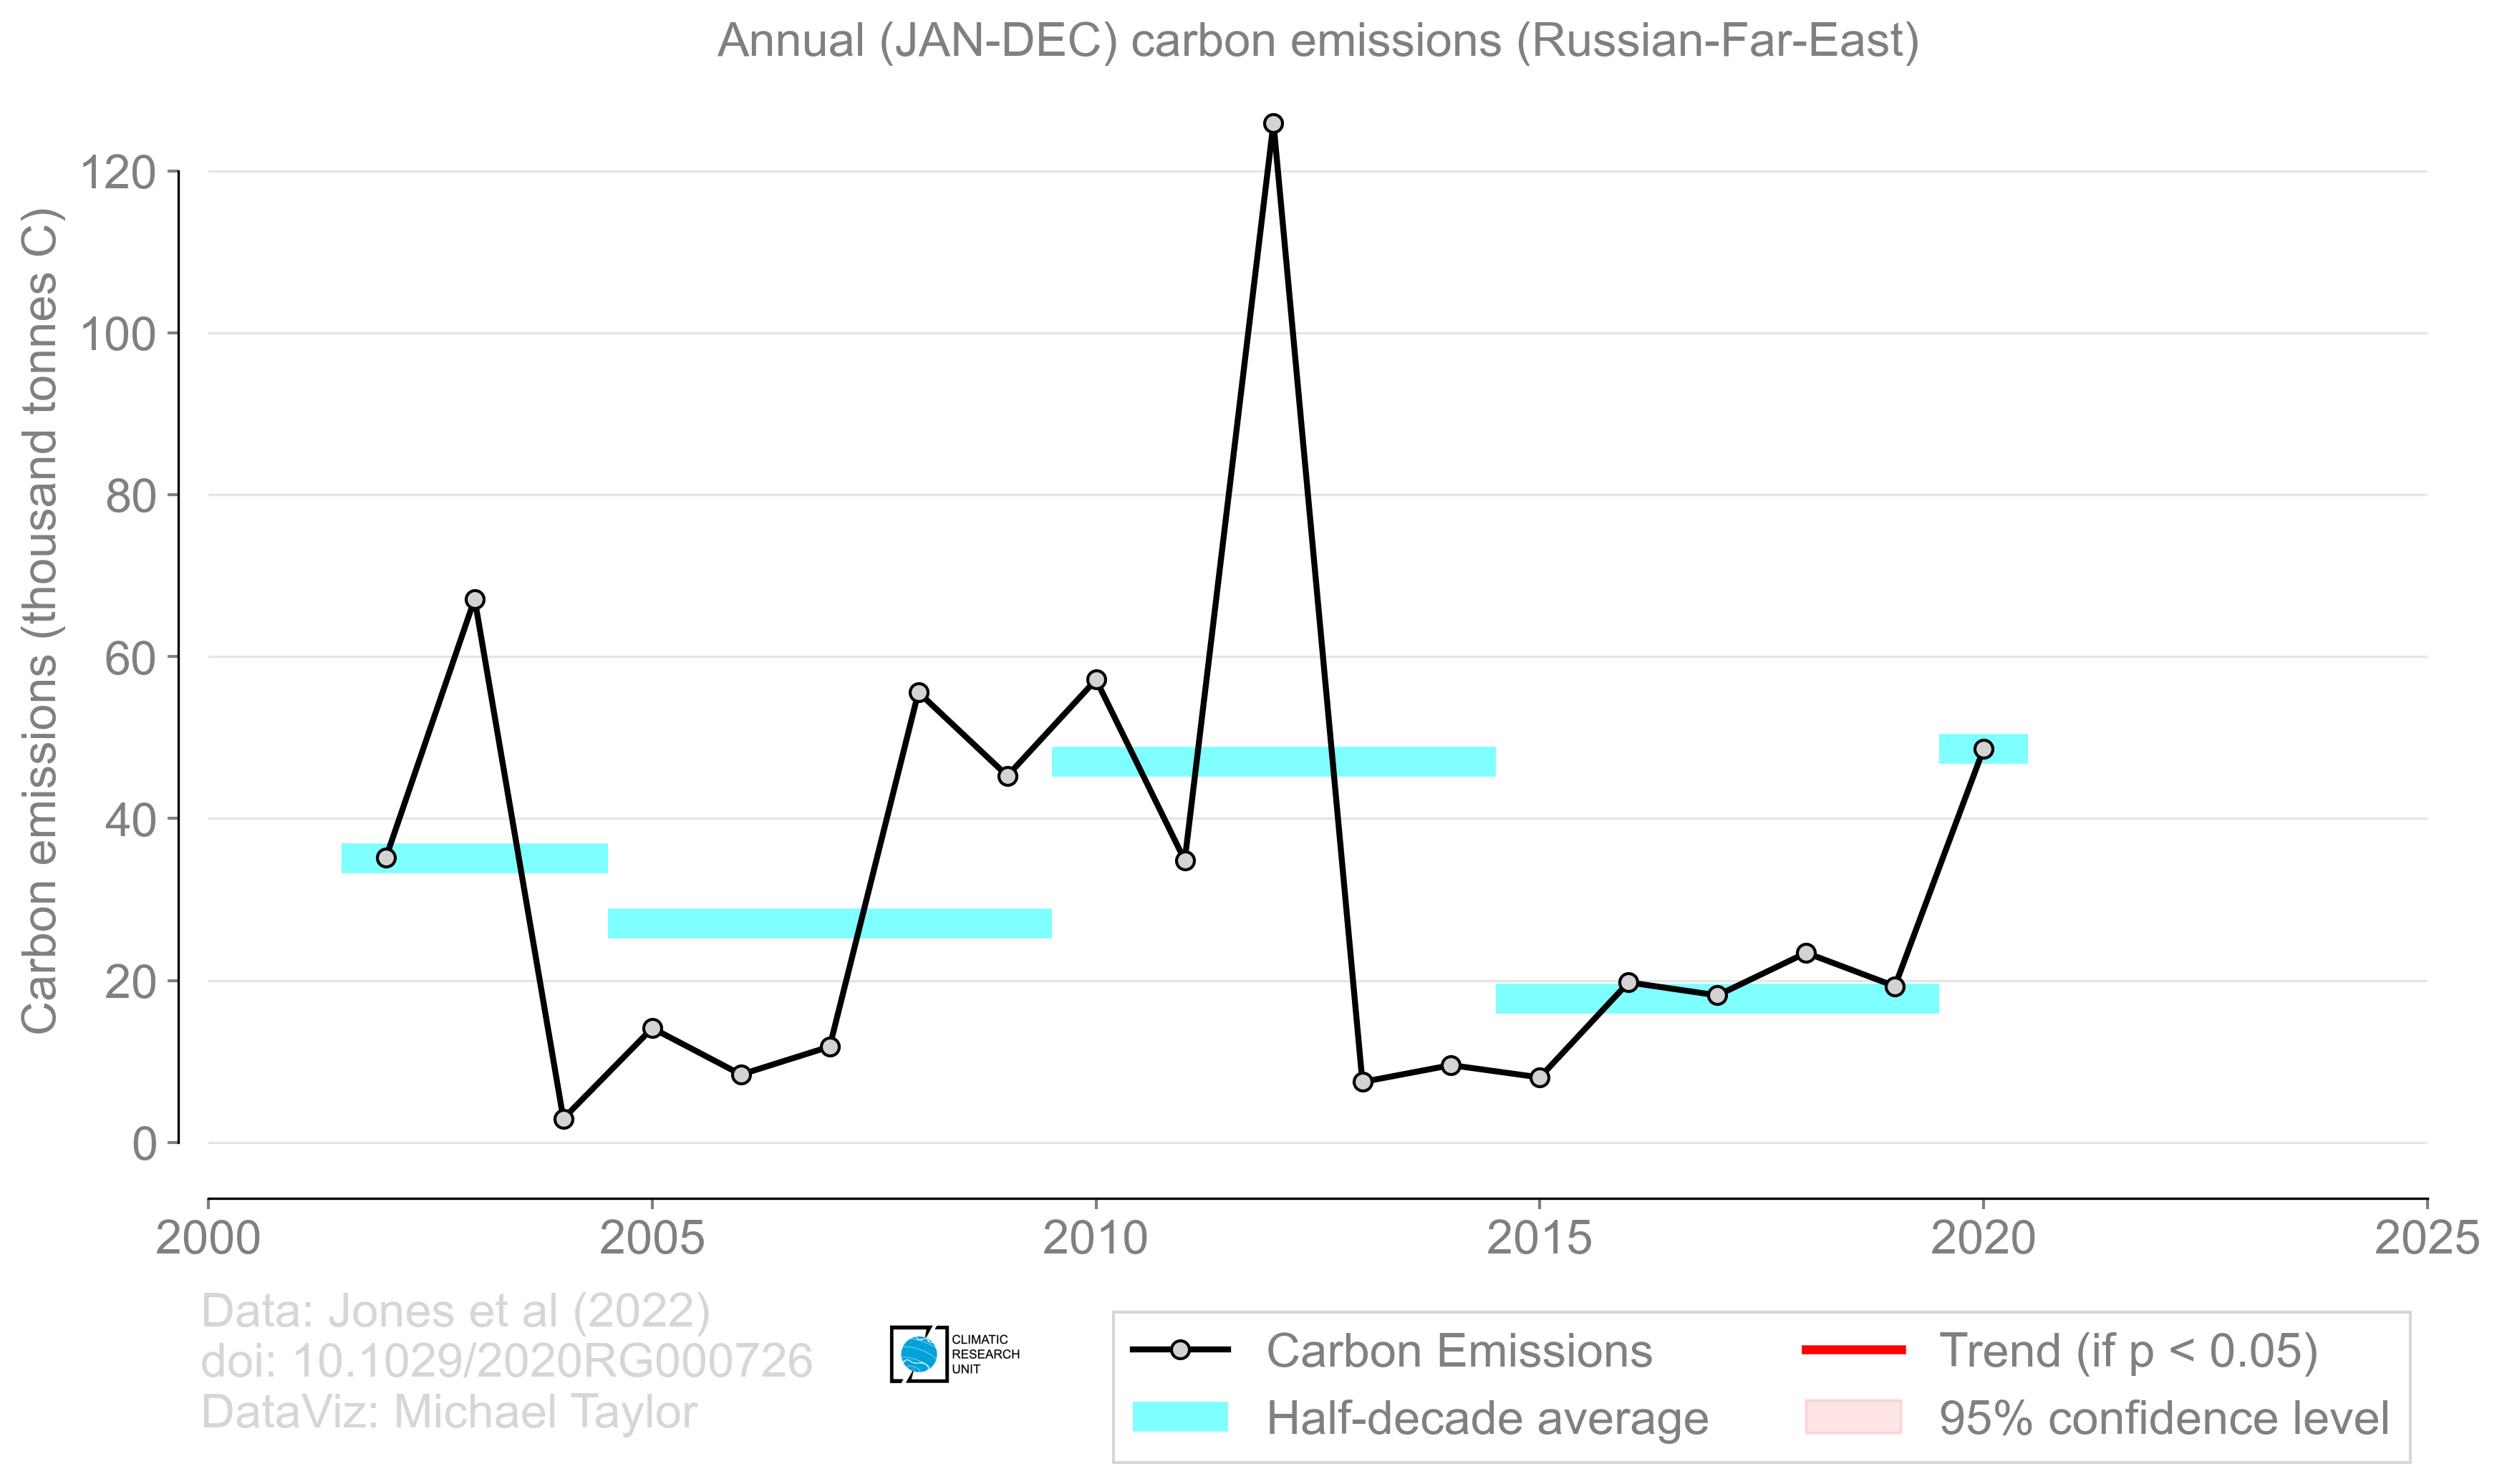 Annual (JAN-DEC) carbon emissions (Russian-Far-East)
Carbon emissions (thousand tonnes C)
120
100
80
60
40
20
0
2000
2005
2010
2015
2020
2025
Data: Jones et al (2022)
doi: 10.1029/2020RG000726
DataViz: Michael Taylor
CLIMATIC
RESEARCH
UNIT
Carbon Emissions
Half-decade average
Trend (if p < 0.05)
95% confidence level